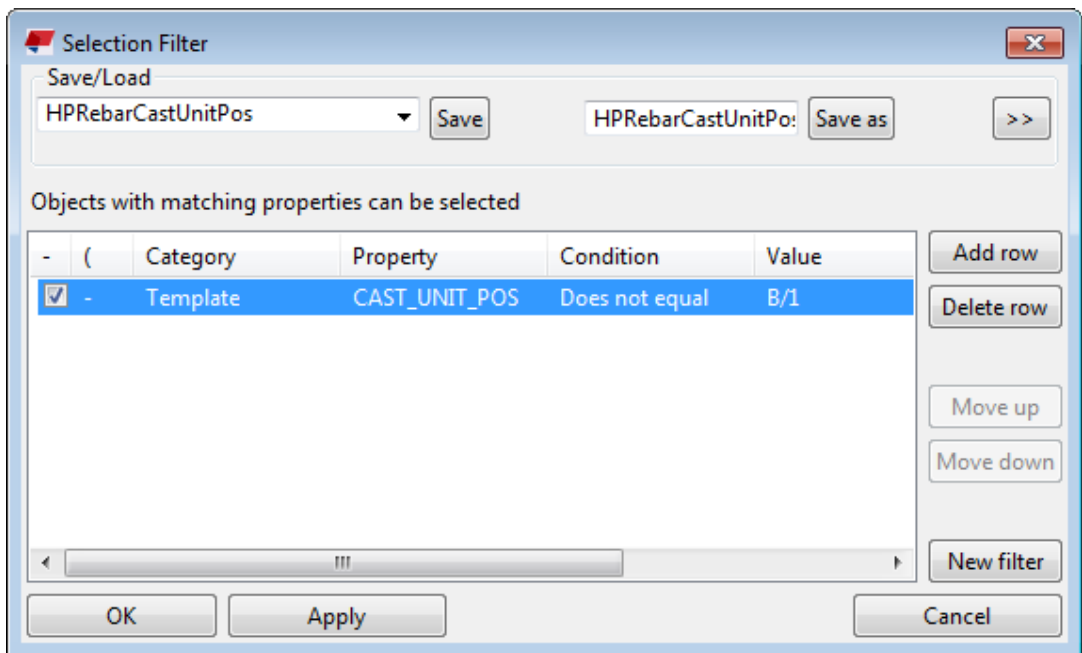 Selection Filter
Save/Load
HPRebarCastUnitPos Save HPRebarCastUnitPo: Save as >>
Objects with matching properties can be selected
- ( Category Property Condition Value Add row
- Template CAST_UNIT_POS Does not equal B/1
Delete row
Move up
Move down
New filter
OK Apply Cancel